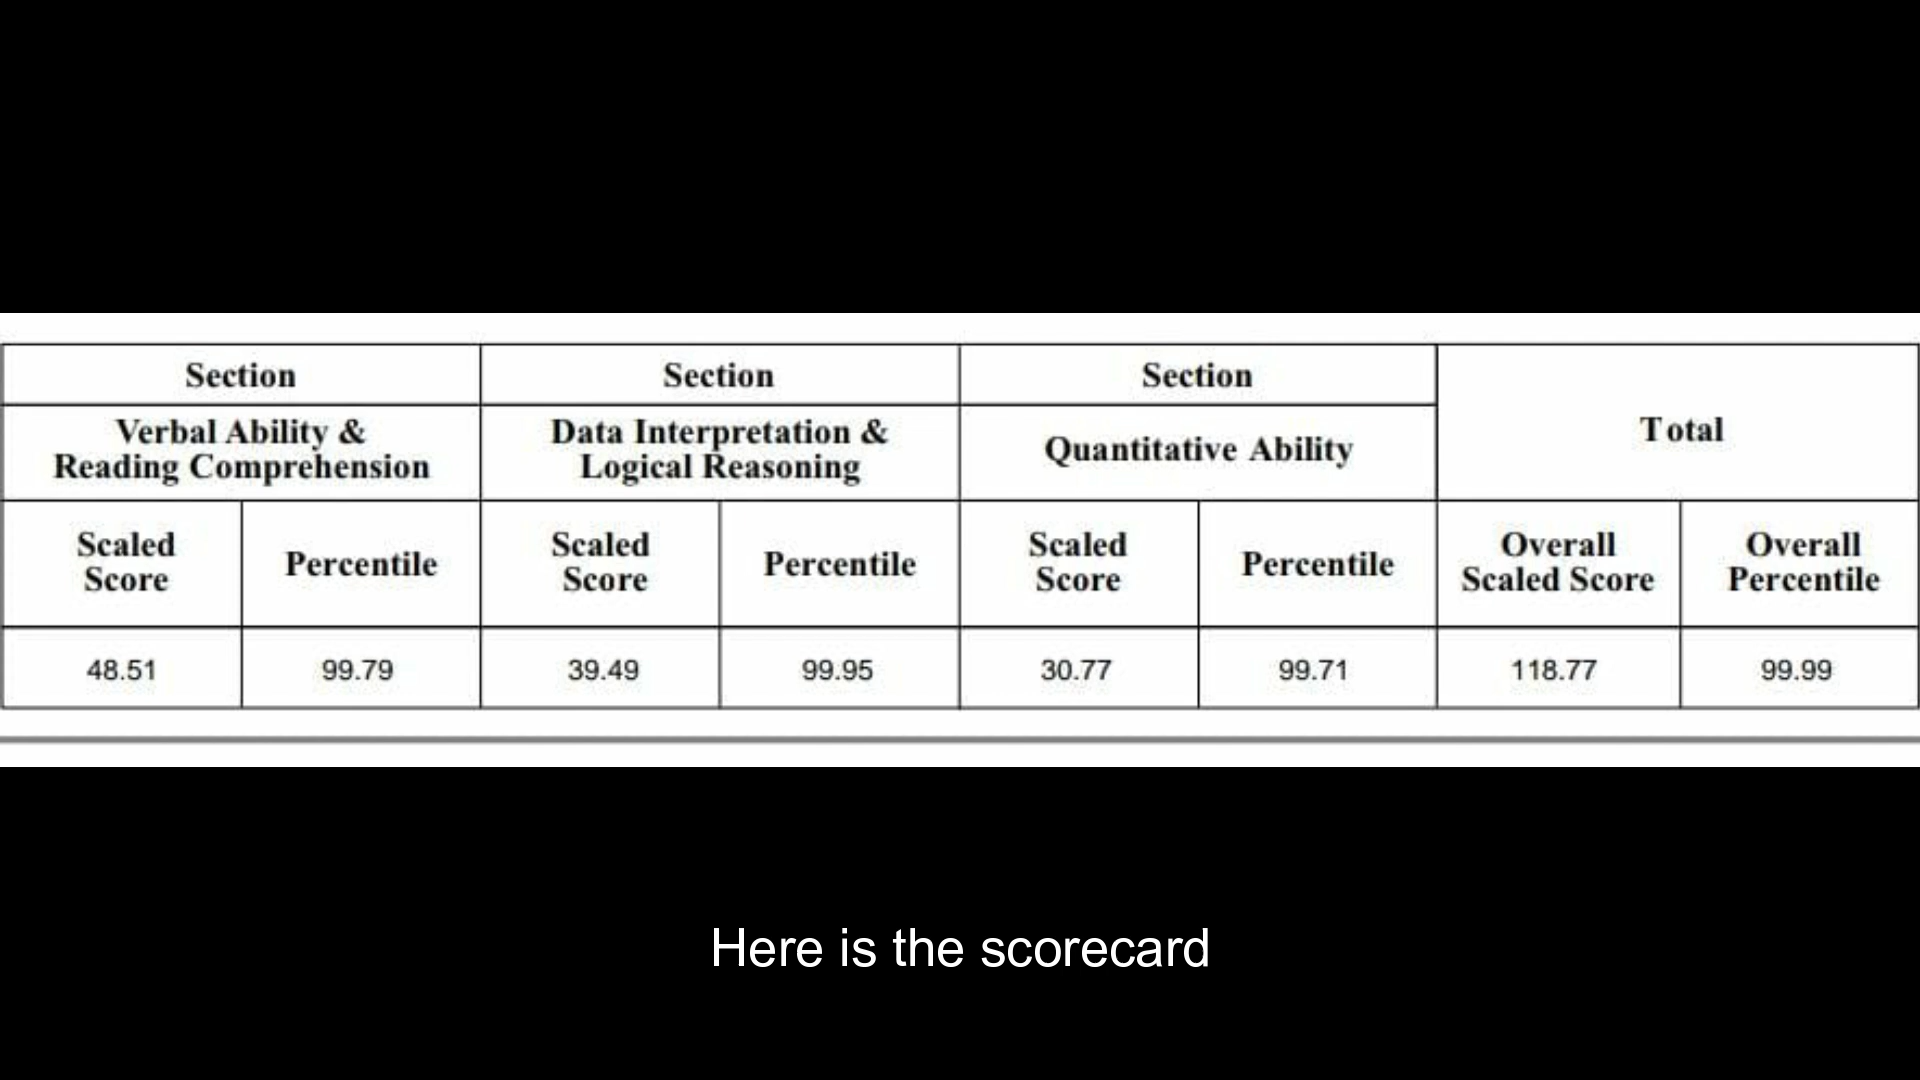 Section
Section
Section
Total
Verbal Ability &
Reading Comprehension
Data Interpretation &
Logical Reasoning
Quantitative Ability
Scaled
Score
Percentile
Scaled
Score
Percentile
Scaled
Score
Percentile
Overall
Scaled Score
Overall
Percentile
48.51
99.79
39.49
99.95
30.77
99.71
118.77
99.99
Here is the scorecard